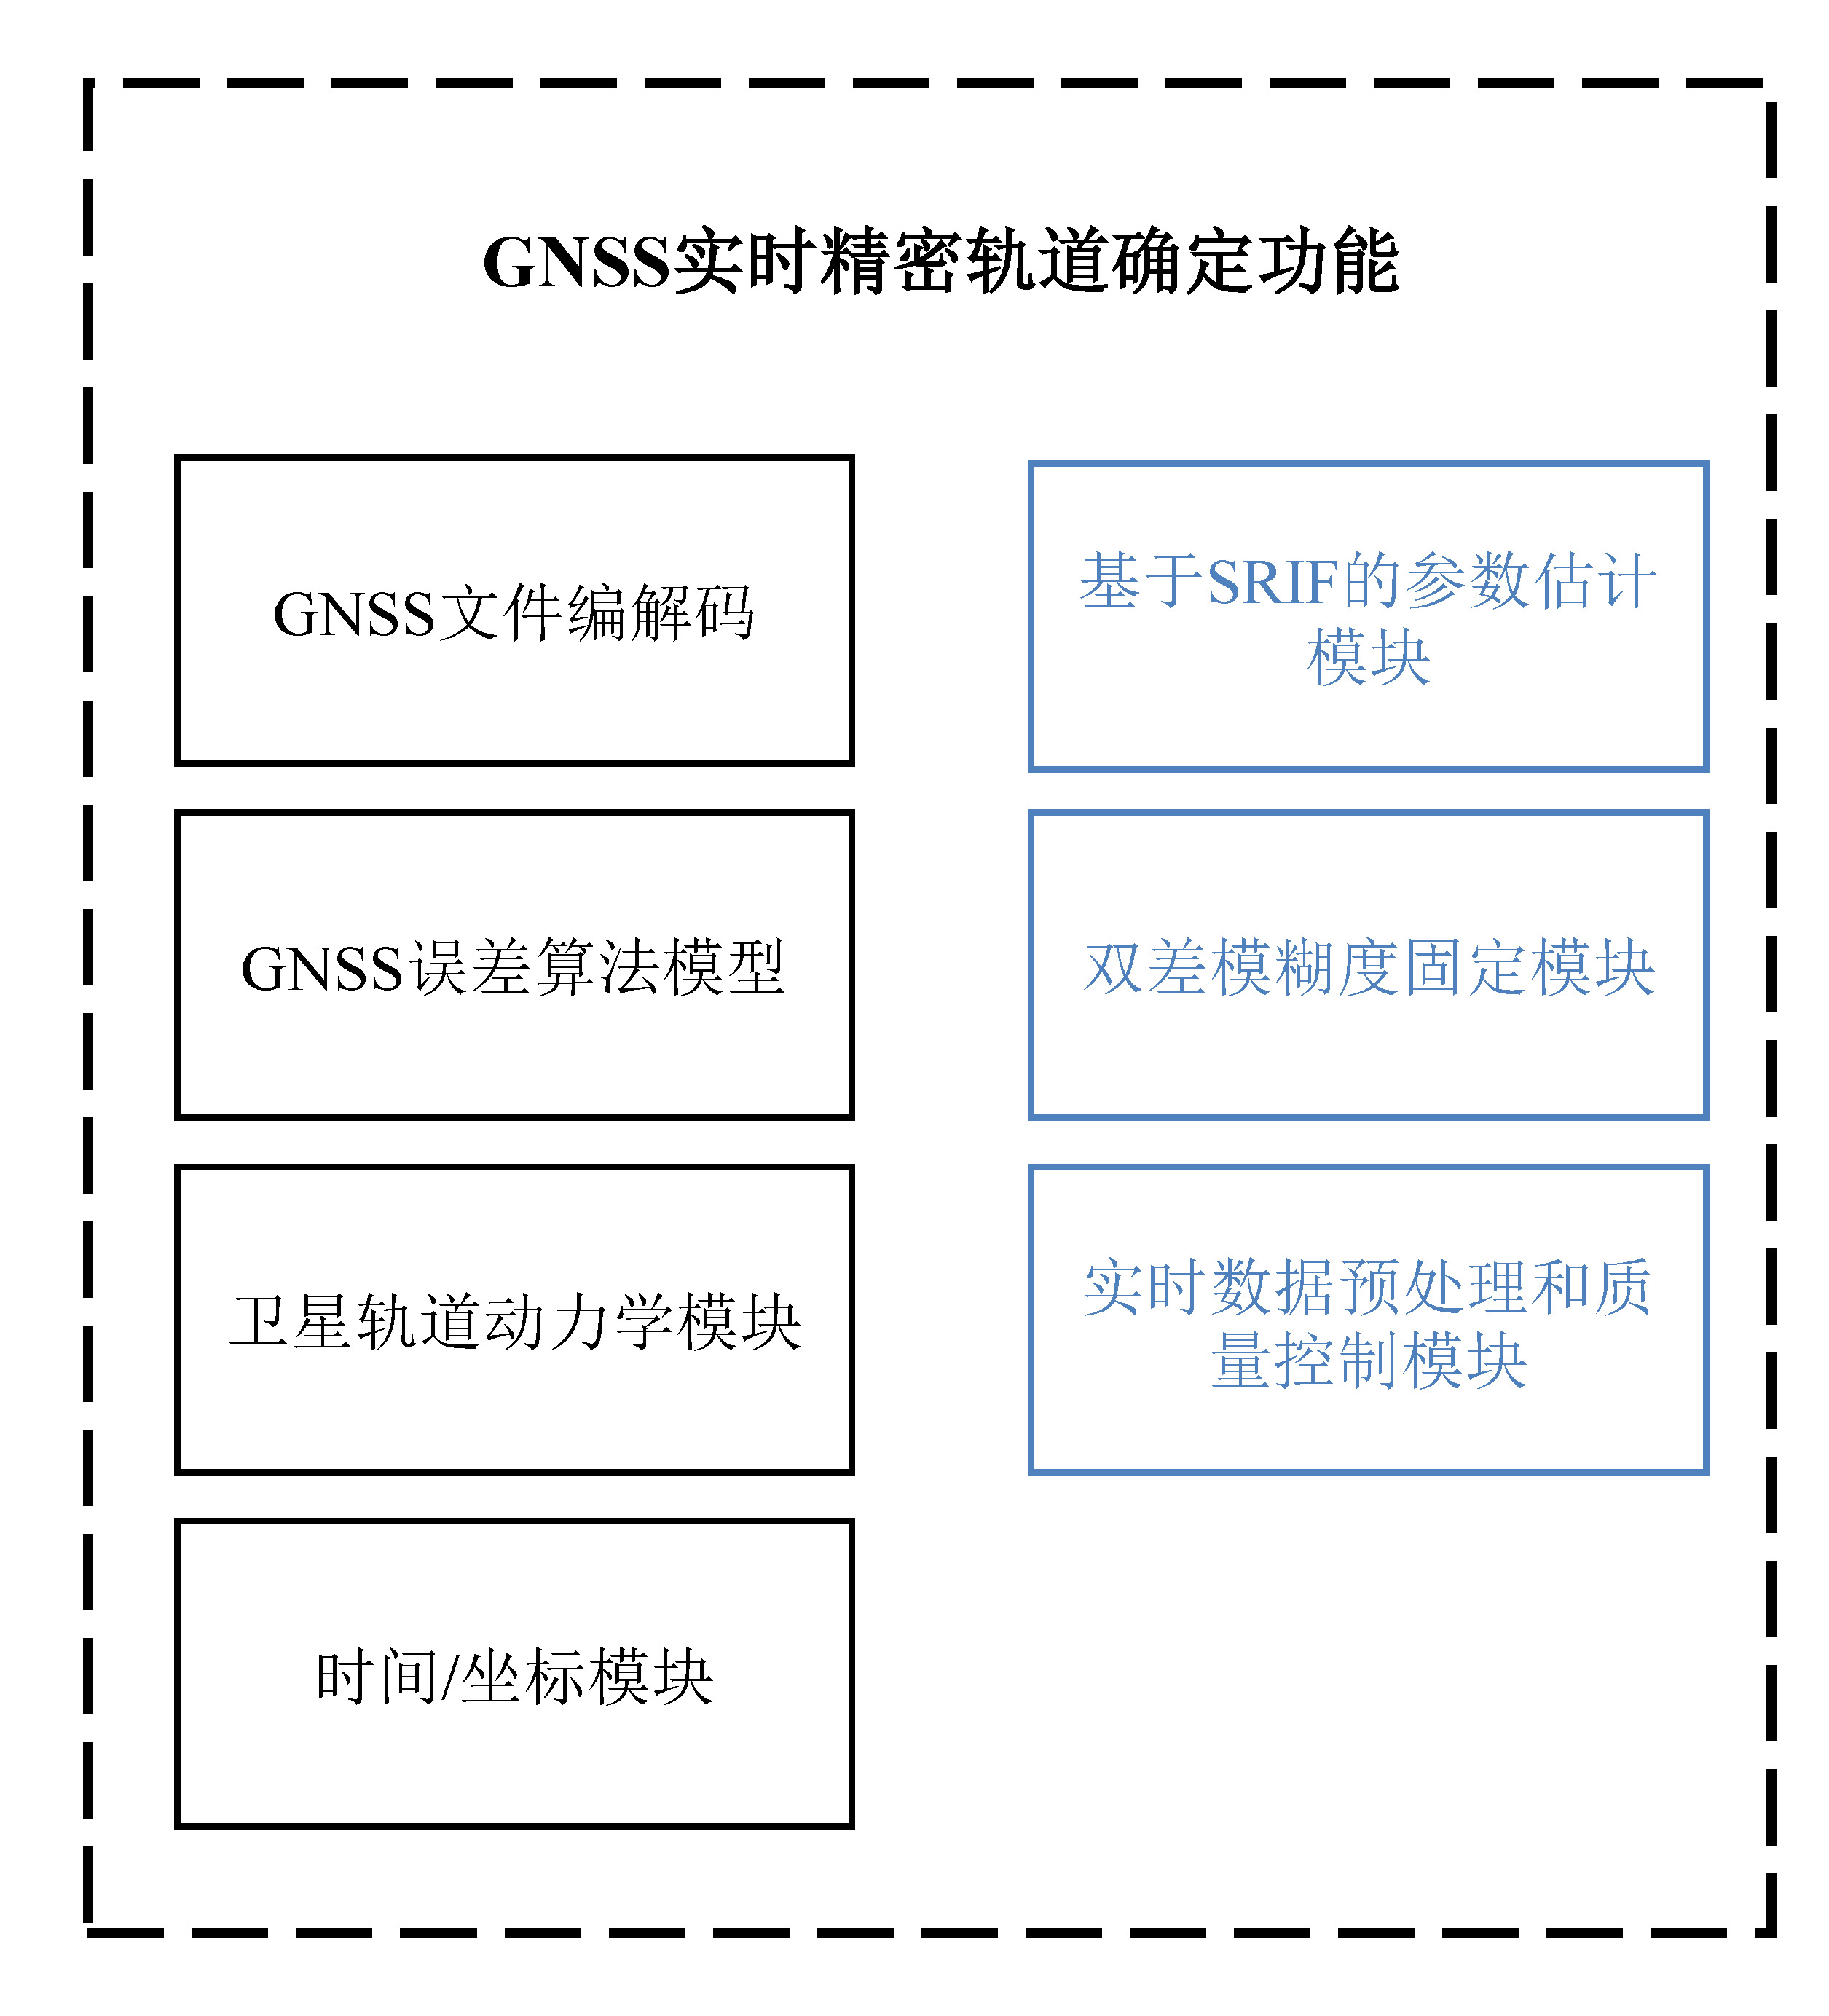 GNSS实时精密轨道确定功能
GNSS文件编解码
GNSS误差算法模型
卫星轨道动力学模块
时间/坐标模块
基于SRIF的参数估计
模块
双差模糊度固定模块
实时数据预处理和质
量控制模块